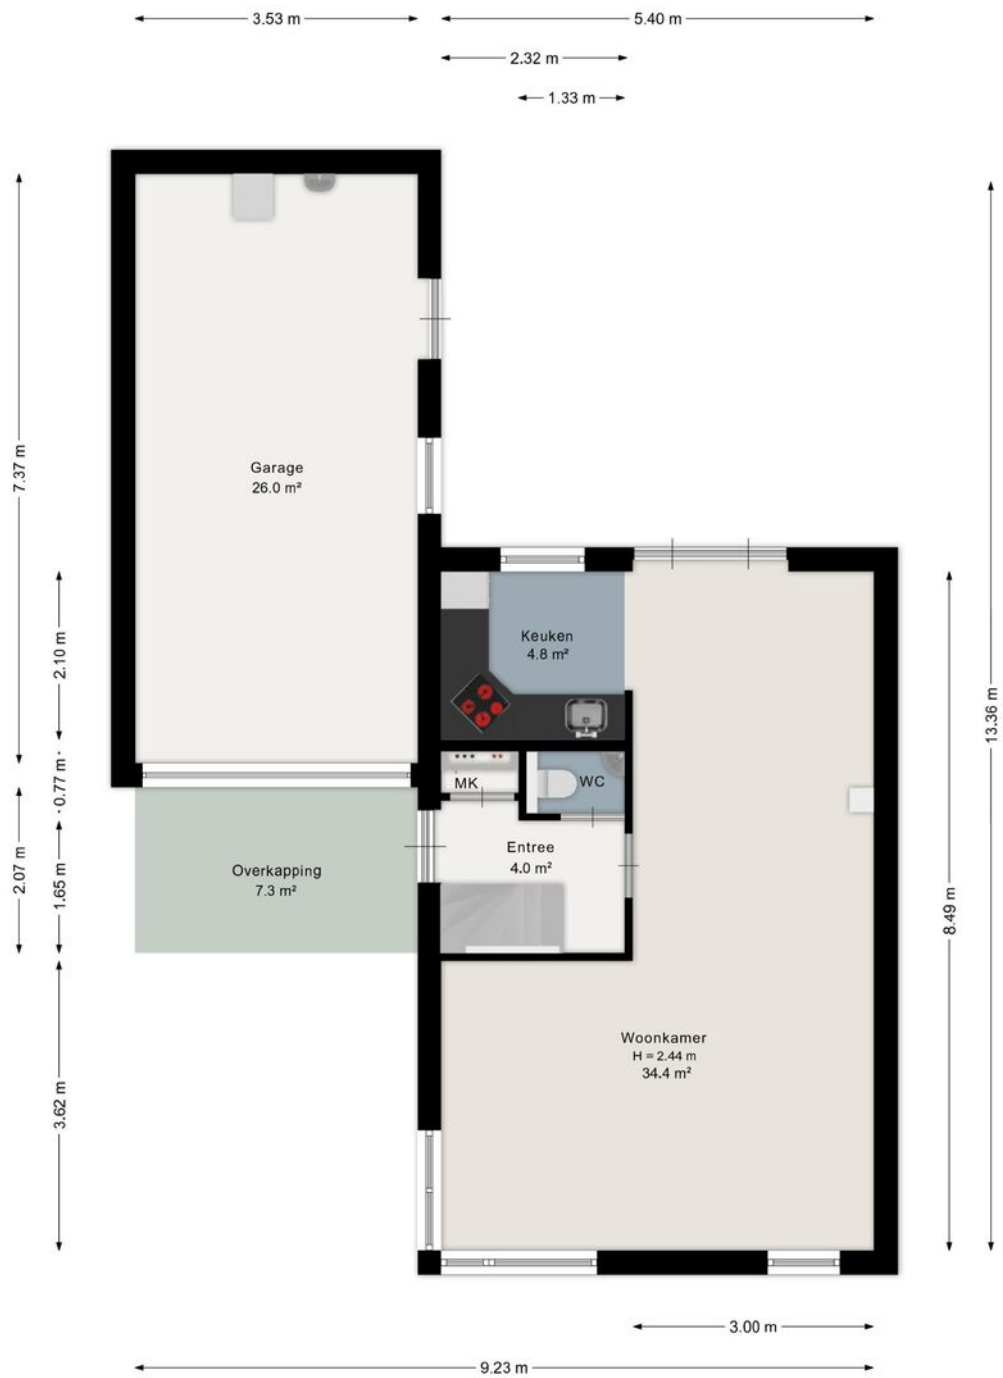 3.53 m
5.40 m
2.32 m
1.33 m
7.37 m
Garage
26.0 m²
2.10 m
Keuken
4.8 m²
13.36 m
0.77 m
MK
WC
2.07 m
1.65 m
Overkapping
7.3 m²
Entree
4.0 m²
8.49 m
Woonkamer
H = 2.44 m
34.4 m²
3.62 m
3.00 m
9.23 m